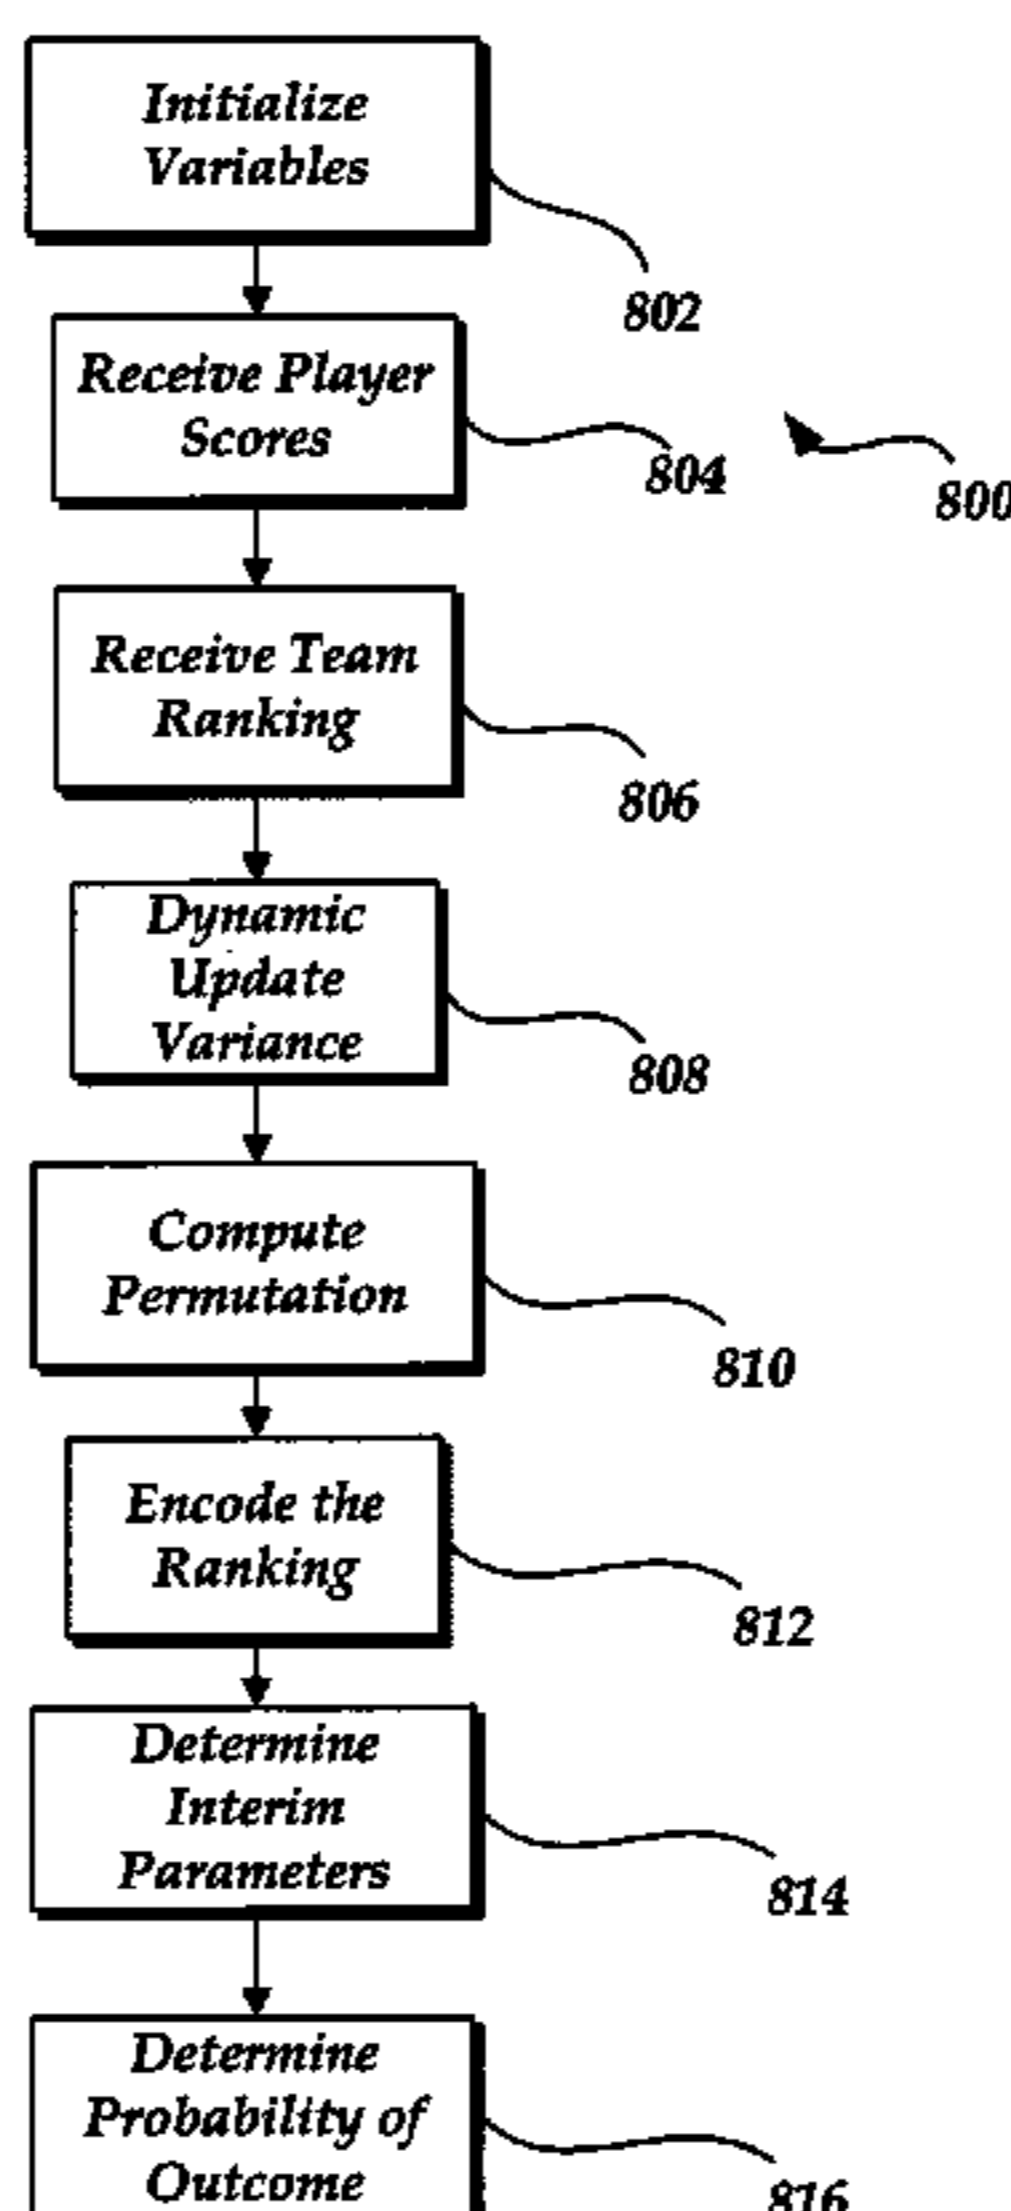 Initialize
Variables
802
Receive Player
Scores
804
800
Receive Team
Ranking
806
Dynamic
Update
Variance
808
Compute
Permutation
810
Encode the
Ranking
812
Determine
Interim
Parameters
814
Determine
Probability of
Outcome
816